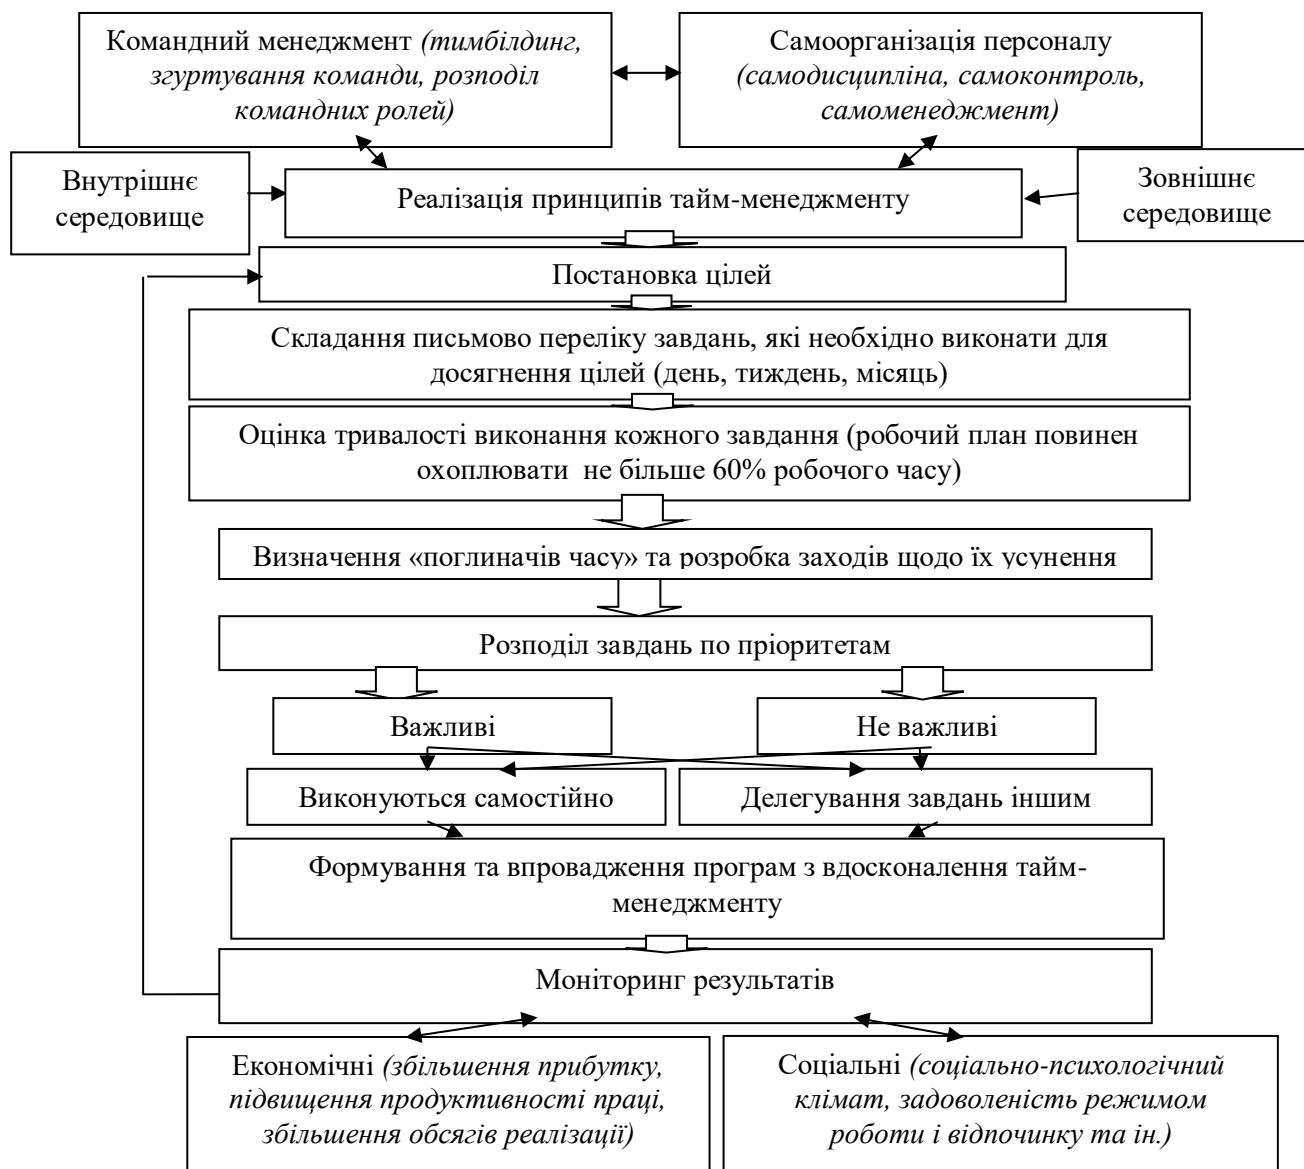 Командний менеджмент (тимбілдинг,
згуртування команди, розподіл
командних ролей)
Самоорганізація персоналу
(самодисципліна, самоконтроль,
самоменеджмент)
Внутрішнє
середовище
Реалізація принципів тайм-менеджменту
Зовнішнє
середовище
Постановка цілей
Складання письмово переліку завдань, які необхідно виконати для
досягнення цілей (день, тиждень, місяць)
Оцінка тривалості виконання кожного завдання (робочий план повинен
охоплювати не більше 60% робочого часу)
Визначення «поглиначів часу» та розробка заходів щодо їх усунення
Розподіл завдань по пріоритетам
Важливі
Не важливі
Виконуються самостійно
Делегування завдань іншим
Формування та впровадження програм з вдосконалення тайм-
менеджменту
Моніторинг результатів
Економічні (збільшення прибутку,
підвищення продуктивності праці,
збільшення обсягів реалізації)
Соціальні (соціально-психологічний
клімат, задоволеність режимом
роботи і відпочинку та ін.)